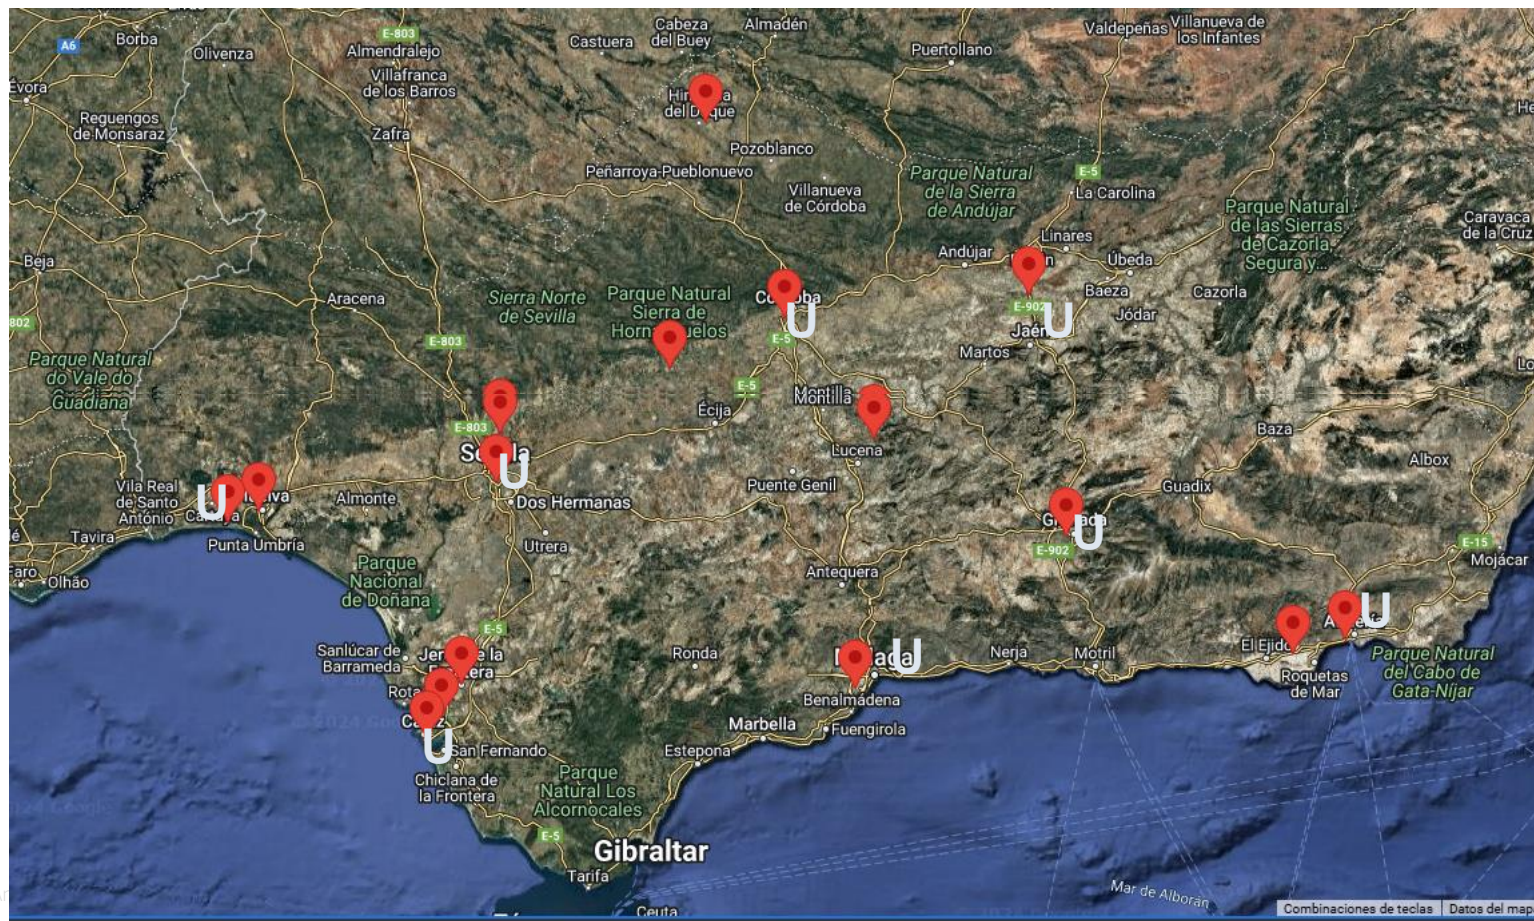 Borba
A6
Olivenza
E-803
Almendralejo
Villafranca
de los Barros
Castuera
Cabeza
del Buey
Almadén
Puertollano
Valdepeñas
Villanueva de
los Infantes
Évora
Reguengos
de Monsaraz
Zafra
del
Pozoblanco
Peñarroya-Pueblonuevo
Villanueva
de Córdoba
Parque Natural
de la Sierra
de Andújar
E-5
La Carolina
Parque Natural
de las Sierras
de Cazorla,
Segura y...
Caravaca
de la Cruz
Linares
Andújar
Úbeda
Baeza
Cazorla
Jódar
Beja
Aracena
Sierra Norte
de Sevilla
Parque Natural
Sierra de
E-902
U
U
802
E-803
E-5
Martos
Parque Natural
do Vale do
Guadiana
E-5
Montilla
Montilla
Écija
E-803
Baza
Lucena
Albox
U
Puente Genil
Guadix
Vila Real
de Santo
António
U
Almonte
Dos Hermanas
Tavira
Punta Umbría
Utrera
U
E-902
E-15
Mojácar
Olhão
Parque
Nacional
de Doñana
Antequera
E-5
U
El Ejido
Roquetas
de Mar
Parque Natural
del Cabo de
Gata-Níjar
Sanlúcar de
Barrameda
Ronda
U
Nerja
Motril
Rota
Benalmádena
Marbella
Fuengirola
U
San Fernando
Estepona
Chiclana de
la Frontera
Parque
Natural Los
Alcornocales
E-5
Gibraltar
Tarifa
Mar de Alborán
Ceuta
Combinaciones de teclas
Datos del map